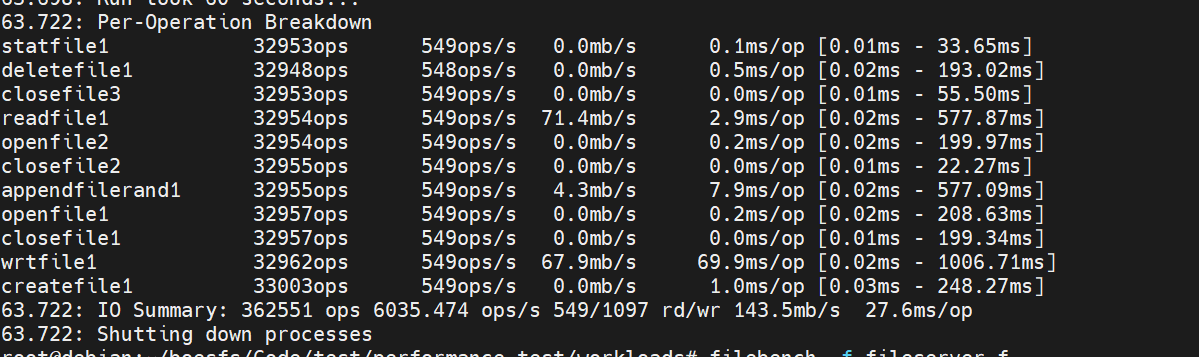 63.698: Run took 60 seconds...
63.722: Per-Operation Breakdown
statfile1 32953ops 549ops/s 0.0mb/s 0.1ms/op [0.01ms - 33.65ms]
deletefile1 32948ops 548ops/s 0.0mb/s 0.5ms/op [0.02ms - 193.02ms]
closefile3 32953ops 549ops/s 0.0mb/s 0.0ms/op [0.01ms - 55.50ms]
readfile1 32954ops 549ops/s 71.4mb/s 2.9ms/op [0.02ms - 577.87ms]
openfile2 32954ops 549ops/s 0.0mb/s 0.2ms/op [0.02ms - 199.97ms]
closefile2 32955ops 549ops/s 0.0mb/s 0.0ms/op [0.01ms - 22.27ms]
appendfilerand1 32955ops 549ops/s 4.3mb/s 7.9ms/op [0.02ms - 577.09ms]
openfile1 32957ops 549ops/s 0.0mb/s 0.2ms/op [0.02ms - 208.63ms]
closefile1 32957ops 549ops/s 0.0mb/s 0.0ms/op [0.01ms - 199.34ms]
wrtfile1 32962ops 549ops/s 67.9mb/s 69.9ms/op [0.02ms - 1006.71ms]
createfile1 33003ops 549ops/s 0.0mb/s 1.0ms/op [0.03ms - 248.27ms]
63.722: IO Summary: 362551 ops 6035.474 ops/s 549/1097 rd/wr 143.5mb/s 27.6ms/op
63.722: Shutting down processes
filebench -f fileserver.f